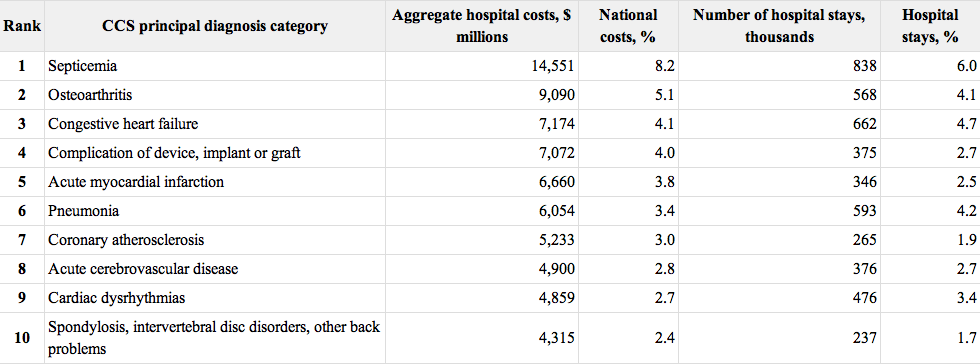 Rank CCS principal diagnosis category Aggregate hospital costs, $ millions National costs, % Number of hospital stays, thousands Hospital stays, %
1 Septicemia 14,551 8.2 838 6.0
2 Osteoarthritis 9,090 5.1 568 4.1
3 Congestive heart failure 7,174 4.1 662 4.7
4 Complication of device, implant or graft 7,072 4.0 375 2.7
5 Acute myocardial infarction 6,660 3.8 346 2.5
6 Pneumonia 6,054 3.4 593 4.2
7 Coronary atherosclerosis 5,233 3.0 265 1.9
8 Acute cerebrovascular disease 4,900 2.8 376 2.7
9 Cardiac dysrhythmias 4,859 2.7 476 3.4
10 Spondylosis, intervertebral disc disorders, other back problems 4,315 2.4 237 1.7